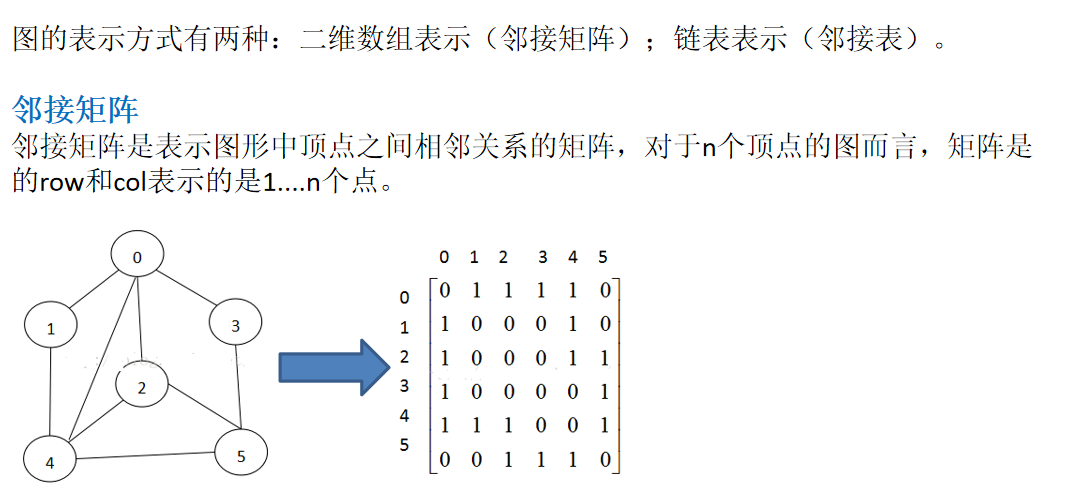 图的表示方式有两种：二维数组表示（邻接矩阵）；链表表示（邻接表）。
邻接矩阵
邻接矩阵是表示图形中顶点之间相邻关系的矩阵，对于n个顶点的图而言，矩阵是
的row和col表示的是1....n个点。
0
1
3
2
4
5
0 1 2 3 4 5
0 0 1 1 1 1 0
1 1 0 0 0 1 0
2 1 0 0 0 1 1
3 1 0 0 0 0 1
4 1 1 1 0 0 1
5 0 0 1 1 1 0